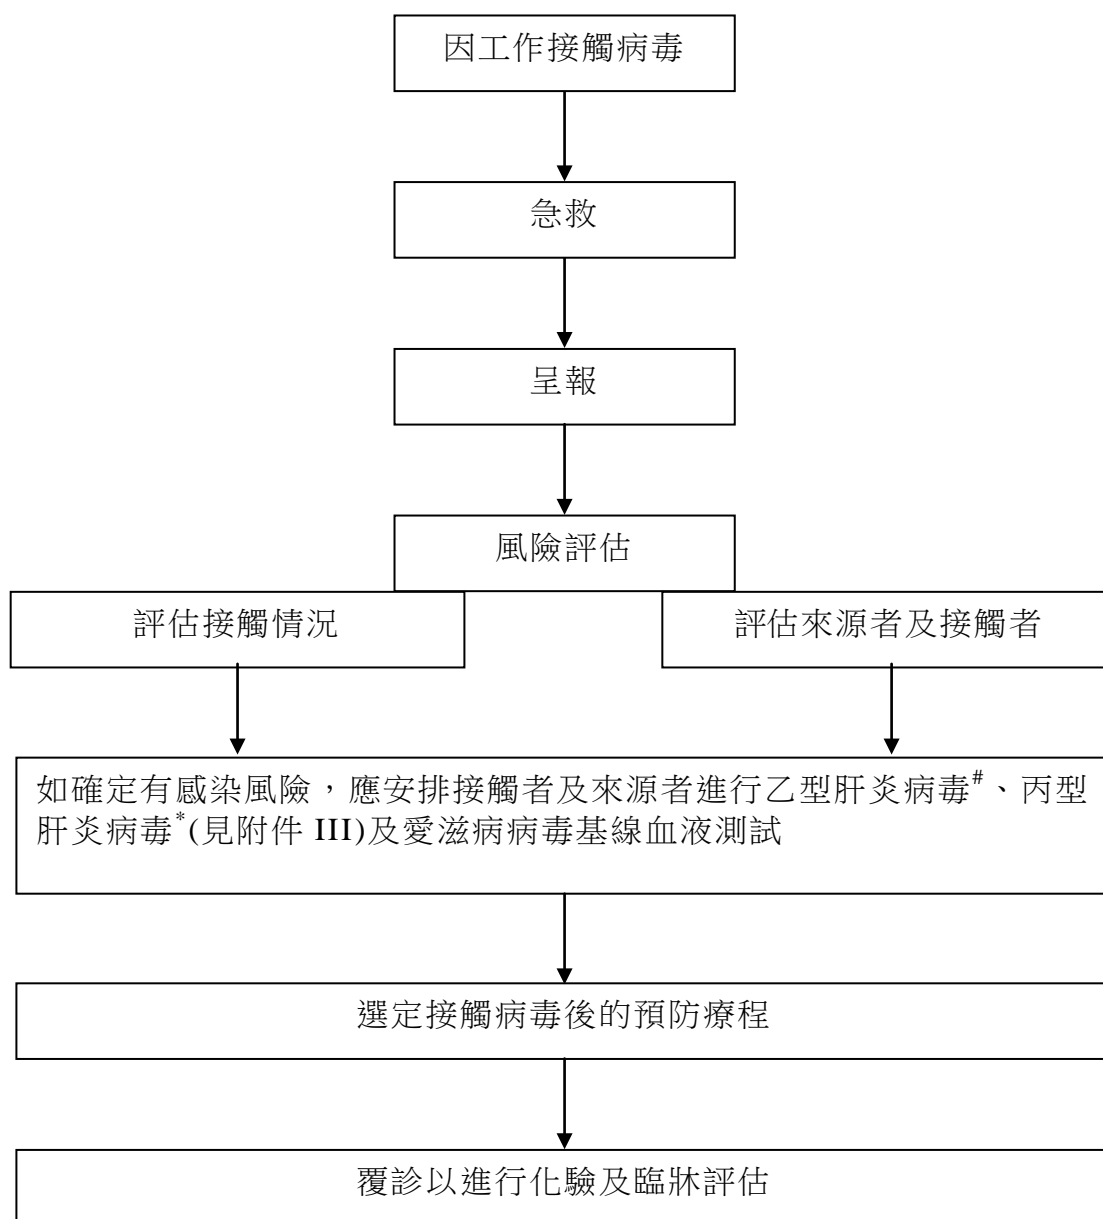 因工作接觸病毒
急救
呈報
風險評估
評估接觸情況
評估來源者及接觸者
如確定有感染風險，應安排接觸者及來源者進行乙型肝炎病毒#、丙型
肝炎病毒*(見附件 III)及愛滋病病毒基線血液測試
選定接觸病毒後的預防療程
覆診以進行化驗及臨牀評估